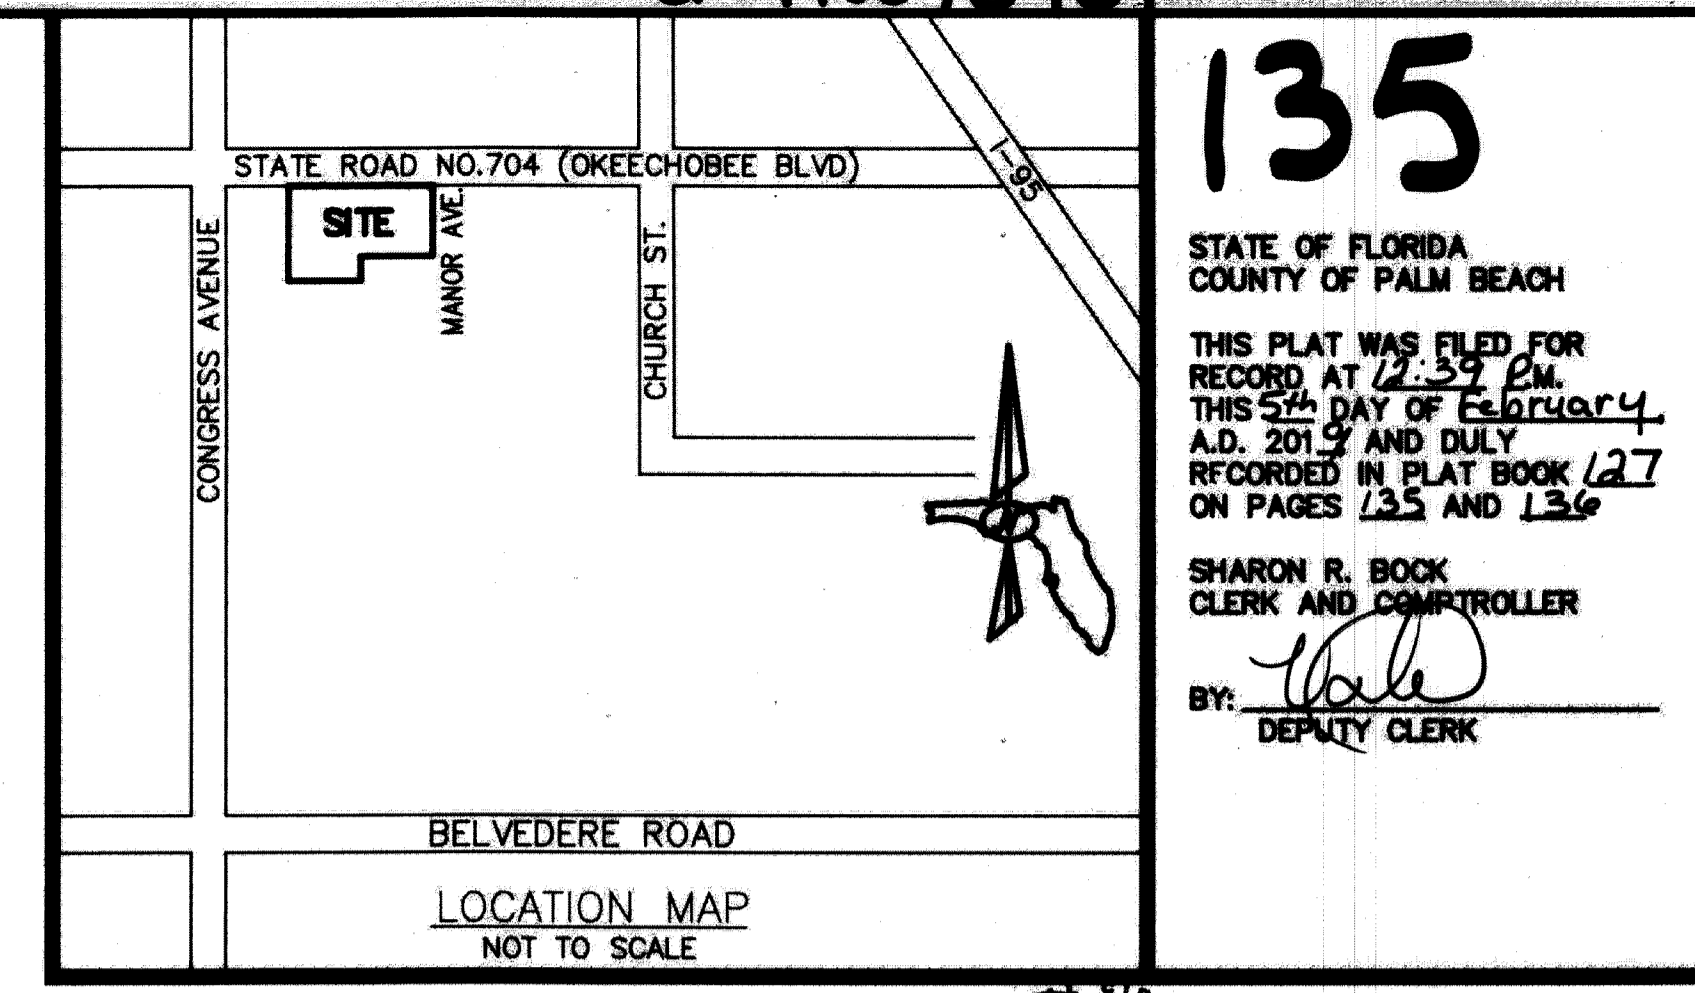 STATE ROAD NO.704 (OKEECHOBEE BLVD)
I-95
SITE
MANOR AVE.
CONGRESS AVENUE
CHURCH ST.
BELVEDERE ROAD
LOCATION MAP
NOT TO SCALE
135
STATE OF FLORIDA
COUNTY OF PALM BEACH
THIS PLAT WAS FILED FOR
RECORD AT 12:39 P.M.
THIS 5th DAY OF February,
A.D. 2019 AND DULY
RECORDED IN PLAT BOOK 127
ON PAGES 135 AND 136
SHARON R. BOCK
CLERK AND COMPTROLLER
BY:
DEPUTY CLERK